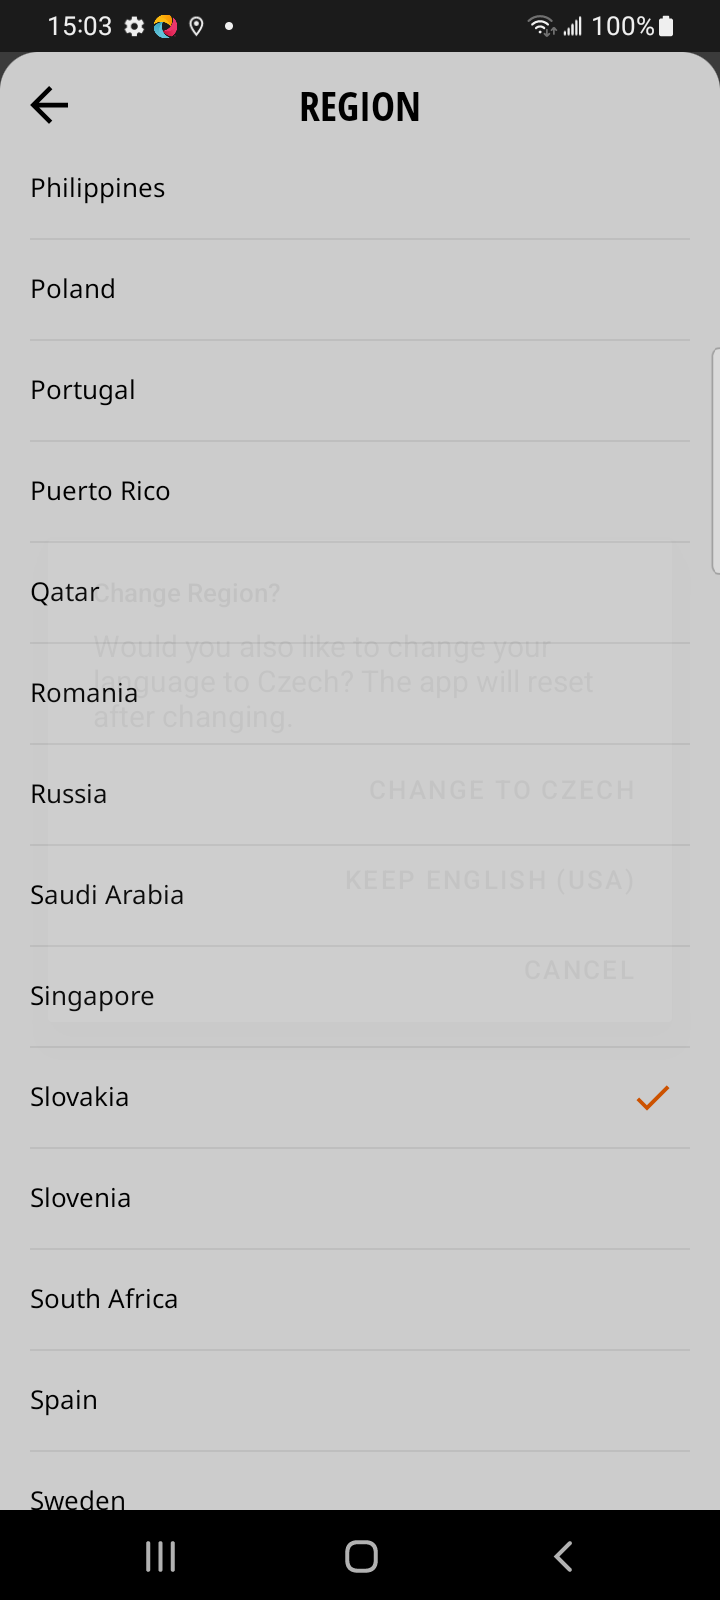 15:03
100%
REGION
Philippines
Poland
Portugal
Puerto Rico
Qatar
Change Region?
Would you also like to change your
language to Czech? The app will reset
after changing.
Romania
Russia
CHANGE TO CZECH
Saudi Arabia
KEEP ENGLISH (USA)
CANCEL
Singapore
Slovakia
Slovenia
South Africa
Spain
Sweden